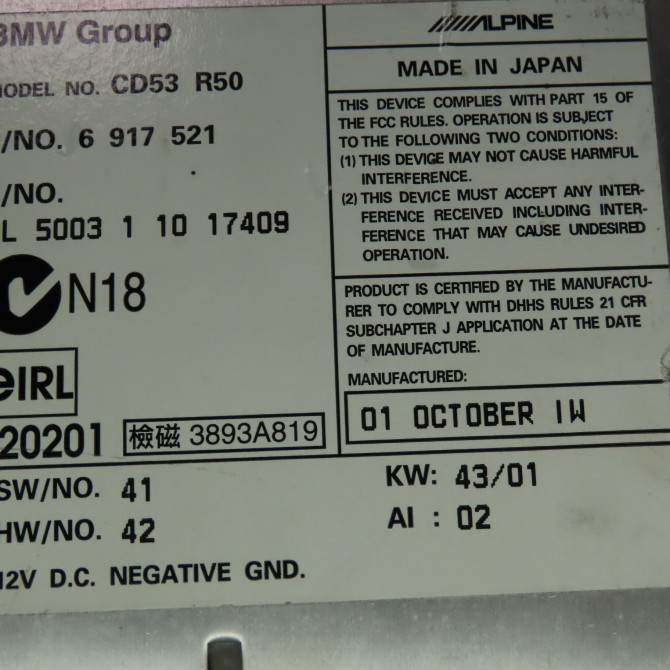 BMW Group
MODEL NO. CD53 R50
/NO. 6 917 521
/NO.
L 5003 1 10 17409
N18
eIRL
20201
檢磁 3893A819
SW/NO. 41
HW/NO. 42
12V D.C. NEGATIVE GND.
ALPINE
MADE IN JAPAN
THIS DEVICE COMPLIES WITH PART 15 OF
THE FCC RULES. OPERATION IS SUBJECT
TO THE FOLLOWING TWO CONDITIONS:
(1) THIS DEVICE MAY NOT CAUSE HARMFUL
INTERFERENCE.
(2) THIS DEVICE MUST ACCEPT ANY INTER-
FERENCE RECEIVED INCLUDING INTER-
FERENCE THAT MAY CAUSE UNDESIRED
OPERATION.
PRODUCT IS CERTIFIED BY THE MANUFACTU-
RER TO COMPLY WITH DHHS RULES 21 CFR
SUBCHAPTER J APPLICATION AT THE DATE
OF MANUFACTURE.
MANUFACTURED:
01 OCTOBER IW
KW: 43/01
AI : 02